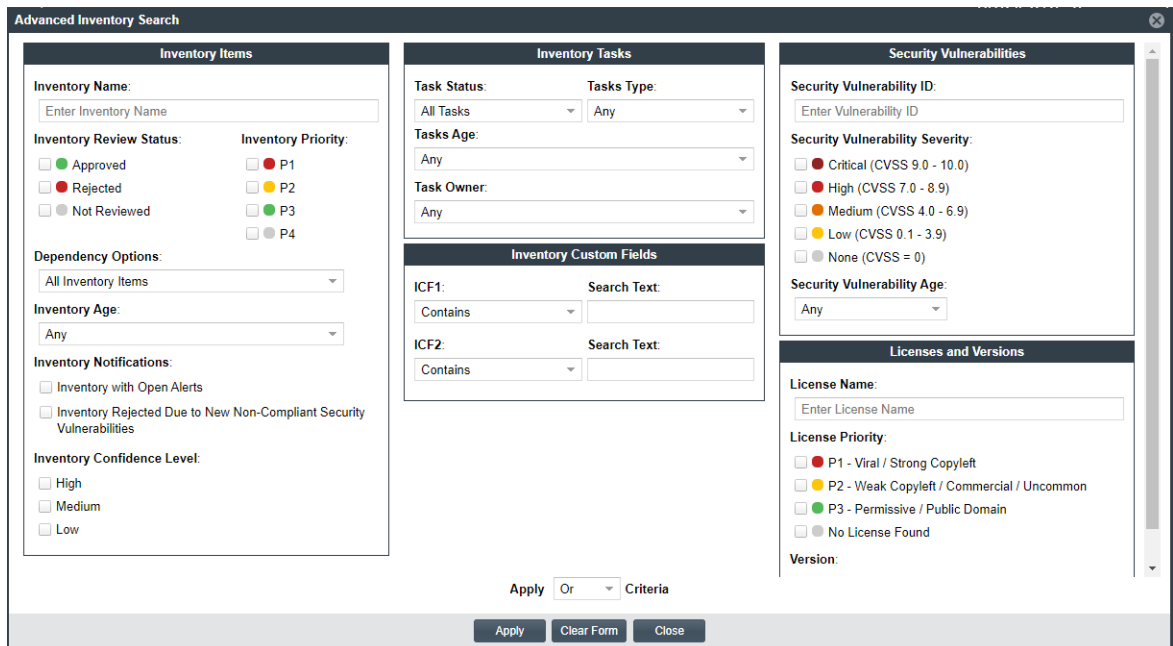 Advanced Inventory Search
Inventory Items
Inventory Name:
Enter Inventory Name
Inventory Review Status:
Approved
Rejected
Not Reviewed
Inventory Priority:
P1
P2
P3
P4
Dependency Options:
All Inventory Items
Inventory Age:
Any
Inventory Notifications:
Inventory with Open Alerts
Inventory Rejected Due to New Non-Compliant Security
Vulnerabilities
Inventory Confidence Level:
High
Medium
Low
Inventory Tasks
Task Status:
All Tasks
Tasks Type:
Any
Tasks Age:
Any
Task Owner:
Any
Inventory Custom Fields
ICF1:
Contains
Search Text:
ICF2:
Contains
Search Text:
Security Vulnerabilities
Security Vulnerability ID:
Enter Vulnerability ID
Security Vulnerability Severity:
Critical (CVSS 9.0 - 10.0)
High (CVSS 7.0 - 8.9)
Medium (CVSS 4.0 - 6.9)
Low (CVSS 0.1 - 3.9)
None (CVSS = 0)
Security Vulnerability Age:
Any
Licenses and Versions
License Name:
Enter License Name
License Priority:
P1 - Viral / Strong Copyleft
P2 - Weak Copyleft / Commercial / Uncommon
P3 - Permissive / Public Domain
No License Found
Version:
Apply Or Criteria
Apply
Clear Form
Close